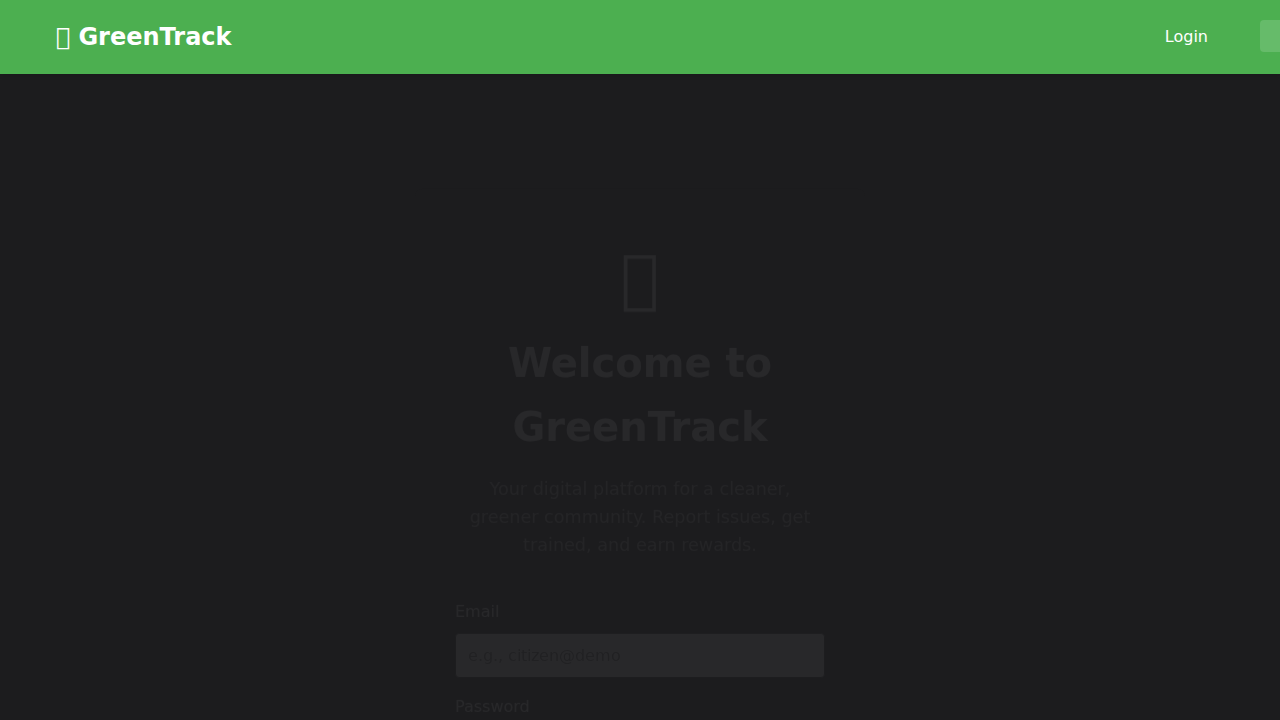 GreenTrack
Login
Welcome to
GreenTrack
Your digital platform for a cleaner,
greener community. Report issues, get
trained, and earn rewards.
Email
e.g., citizen@demo
Password